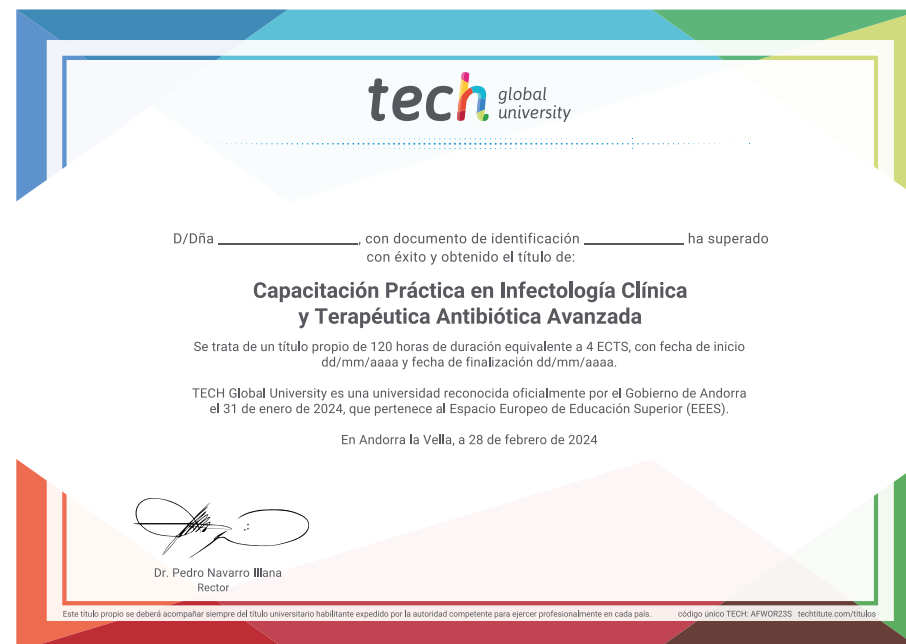 tech global university
D/Dña ____________________, con documento de identificación ______________ ha superado
con éxito y obtenido el título de:
Capacitación Práctica en Infectología Clínica
y Terapéutica Antibiótica Avanzada
Se trata de un título propio de 120 horas de duración equivalente a 4 ECTS, con fecha de inicio
dd/mm/aaaa y fecha de finalización dd/mm/aaaa.
TECH Global University es una universidad reconocida oficialmente por el Gobierno de Andorra
el 31 de enero de 2024, que pertenece al Espacio Europeo de Educación Superior (EEES).
En Andorra la Vella, a 28 de febrero de 2024
Dr. Pedro Navarro Illana
Rector
Este título propio se deberá acompañar siempre del título universitario habilitante expedido por la autoridad competente para ejercer profesionalmente en cada país. código único TECH: AFWOR23S techtitute.com/titulos